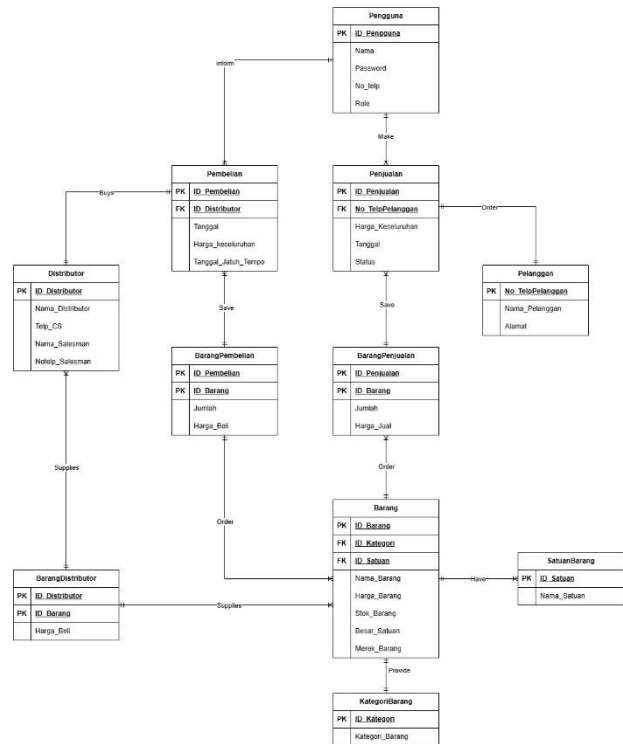 Pengguna
PK ID_Pengguna
Nama
Password
No_telp
Role
inform
Make
Pembelian
PK ID_Pembelian
FK ID_Distributor
Tanggal
Harga_keseluruhan
Tanggal_Jatuh_Tempo
Penjualan
PK ID_Penjualan
FK No_TelpPelanggan
Harga_Keseluruhan
Tanggal
Status
Buys
Order
Distributor
PK ID_Distributor
Nama_Distributor
Telp_CS
Nama_Salesman
Notelp_Salesman
Pelanggan
PK No_TelpPelanggan
Nama_Pelanggan
Alamat
Save
Save
BarangPembelian
PK ID_Pembelian
PK ID_Barang
Jumlah
Harga_Beli
BarangPenjualan
PK ID_Penjualan
PK ID_Barang
Jumlah
Harga_Jual
Supplies
Order
Order
Barang
PK ID_Barang
FK ID_Kategori
FK ID_Satuan
Nama_Barang
Harga_Barang
Stok_Barang
Besar_Satuan
Merek_Barang
Have
SatuanBarang
PK ID_Satuan
Nama_Satuan
BarangDistributor
PK ID_Distributor
PK ID_Barang
Harga_Beli
Supplies
Provide
KategoriBarang
PK ID_Kategori
Kategori_Barang